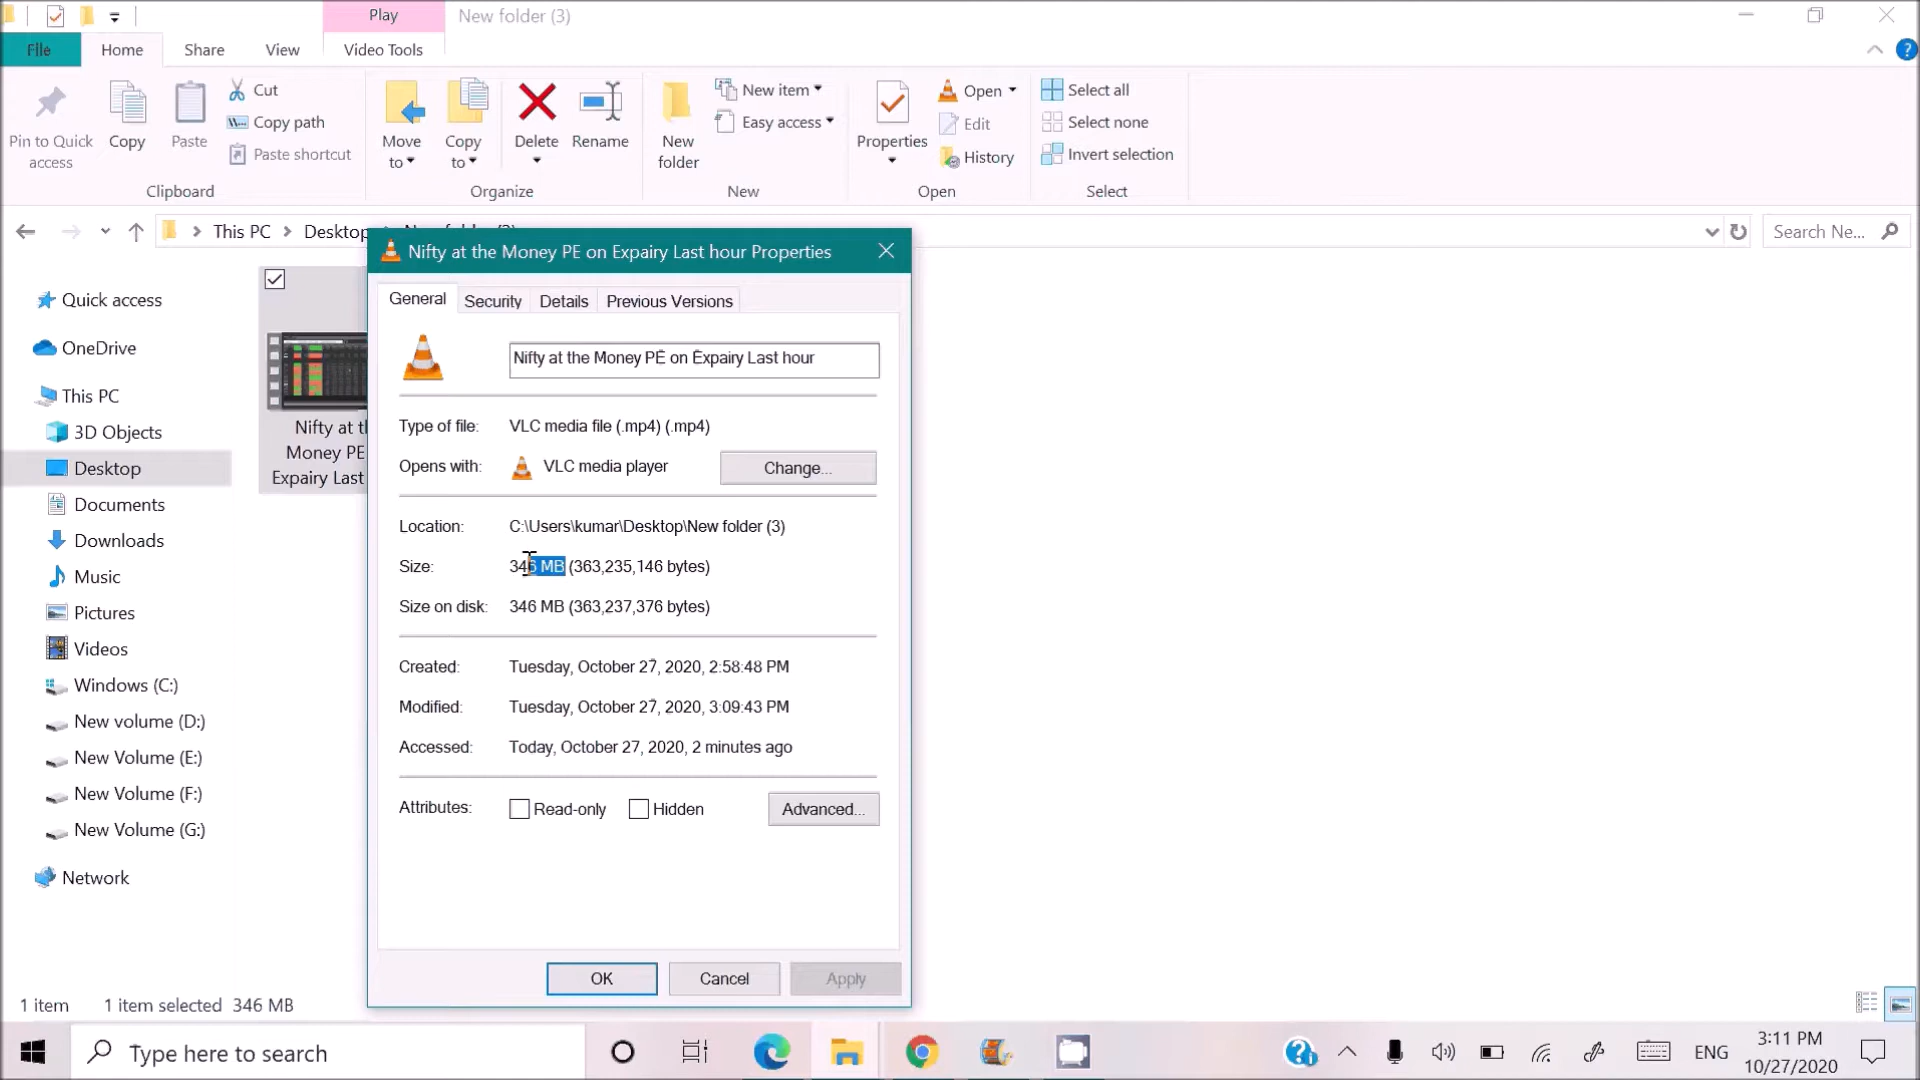 Play
New folder (3)
File
Home
Share
View
Video Tools
Pin to Quick access
Copy
Paste
Cut
Copy path
Paste shortcut
Clipboard
Move to
Copy to
Delete
Rename
Organize
New folder
New item
Easy access
New
Properties
Open
Edit
History
Open
Select all
Select none
Invert selection
Select
This PC
Desktop
Search Ne...
Quick access
OneDrive
This PC
3D Objects
Desktop
Documents
Downloads
Music
Pictures
Videos
Windows (C:)
New volume (D:)
New Volume (E:)
New Volume (F:)
New Volume (G:)
Network
Nifty at t
Money PE
Expairy Last
Nifty at the Money PE on Expairy Last hour Properties
General
Security
Details
Previous Versions
Nifty at the Money PE on Expairy Last hour
Type of file: VLC media file (.mp4) (.mp4)
Opens with: VLC media player
Change...
Location: C:\Users\kumar\Desktop\New folder (3)
Size: 346 MB (363,235,146 bytes)
Size on disk: 346 MB (363,237,376 bytes)
Created: Tuesday, October 27, 2020, 2:58:48 PM
Modified: Tuesday, October 27, 2020, 3:09:43 PM
Accessed: Today, October 27, 2020, 2 minutes ago
Attributes: Read-only Hidden
Advanced...
OK
Cancel
Apply
1 item 1 item selected 346 MB
Type here to search
ENG
3:11 PM
10/27/2020